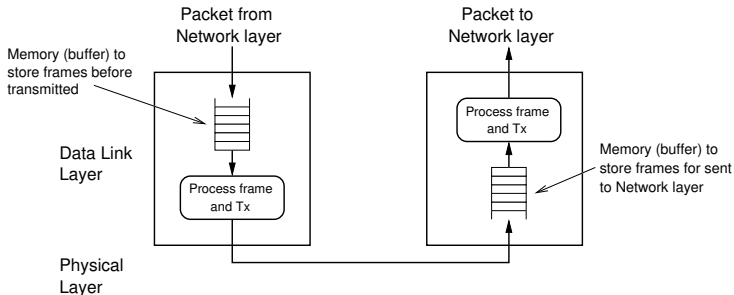 Packet from
Network layer
Packet to
Network layer
Memory (buffer) to
store frames before
transmitted
Process frame
and Tx
Data Link
Layer
Process frame
and Tx
Memory (buffer) to
store frames for sent
to Network layer
Physical
Layer